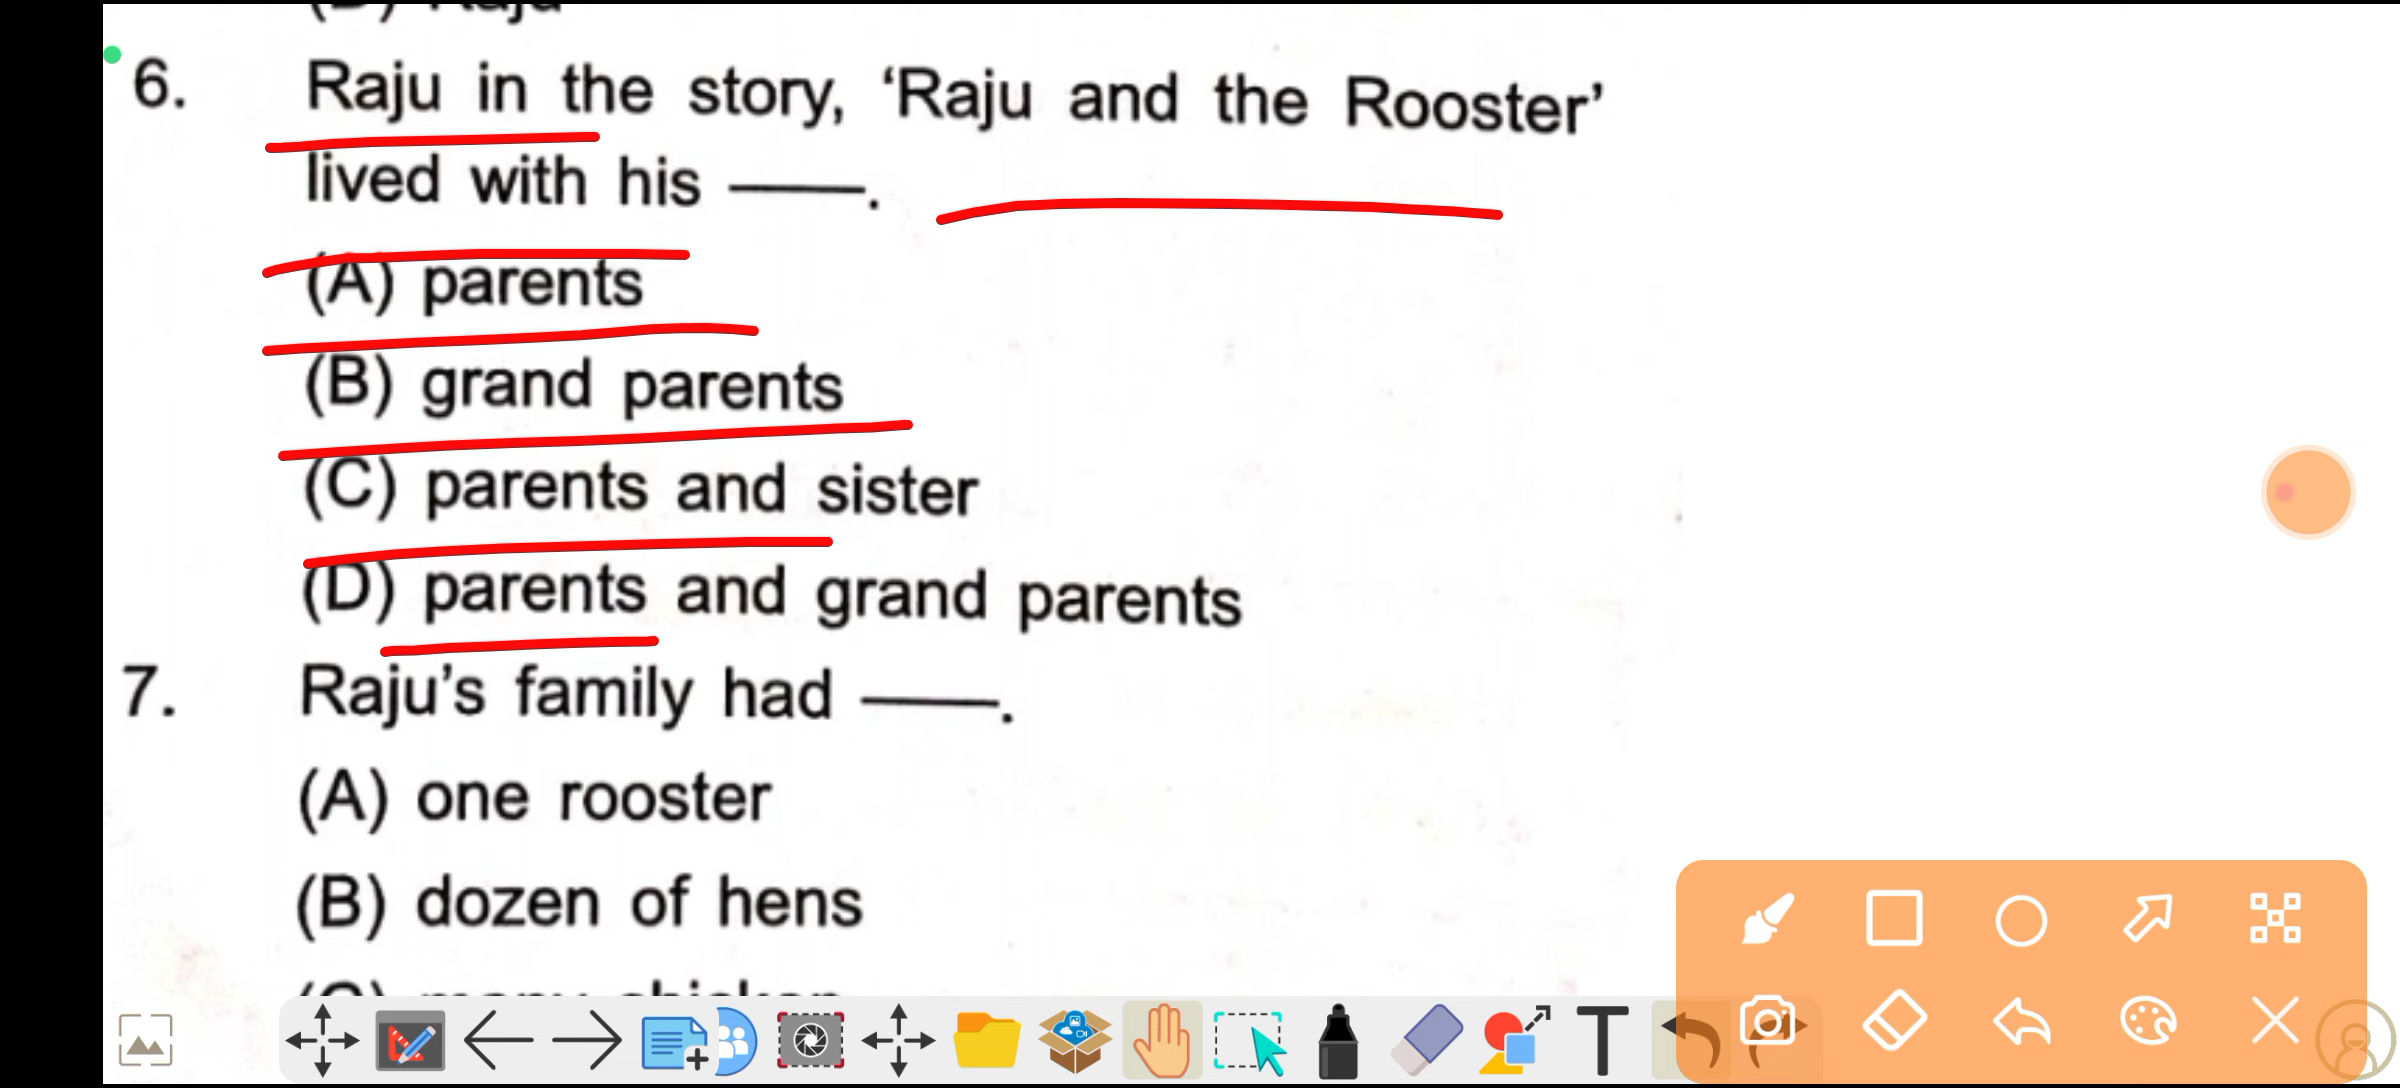 6. Raju in the story, ‘Raju and the Rooster’
lived with his ——.
(A) parents
(B) grand parents
(C) parents and sister
(D) parents and grand parents
7. Raju’s family had ——.
(A) one rooster
(B) dozen of hens